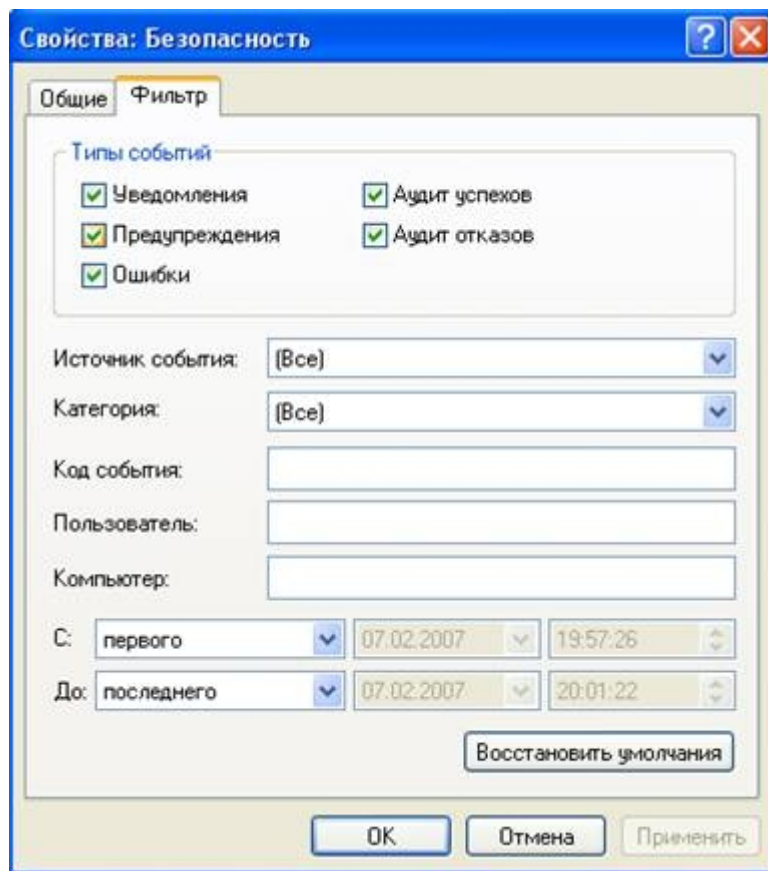 Свойства: Безопасность
Общие Фильтр
Типы событий
Уведомления Аудит успехов
Предупреждения Аудит отказов
Ошибки
Источник события: (Все)
Категория: (Все)
Код события:
Пользователь:
Компьютер:
С: первого 07.02.2007 19:57:26
До: последнего 07.02.2007 20:01:22
Восстановить умолчания
OK Отмена Применить